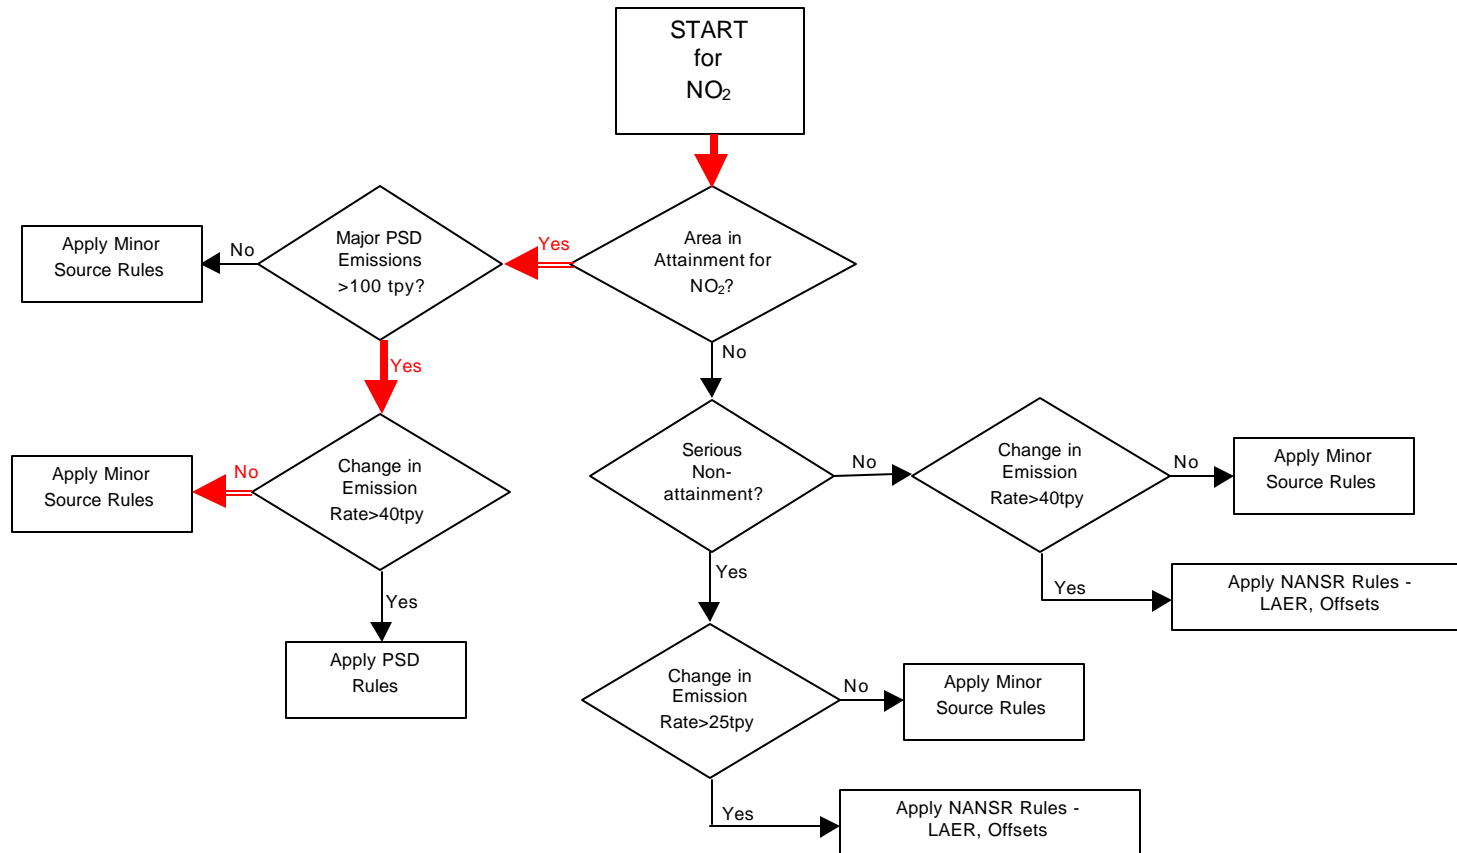 START
for
NO₂
Major PSD
Emissions
>100 tpy?
Yes
Area in
Attainment for
NO₂?
Apply Minor
Source Rules
No
Yes
No
Apply Minor
Source Rules
No
Change in
Emission
Rate>40tpy
Serious
Non-
attainment?
No
Change in
Emission
Rate>40tpy
No
Apply Minor
Source Rules
Yes
Apply PSD
Rules
Yes
Yes
Apply NANSR Rules -
LAER, Offsets
Change in
Emission
Rate>25tpy
No
Apply Minor
Source Rules
Yes
Apply NANSR Rules -
LAER, Offsets